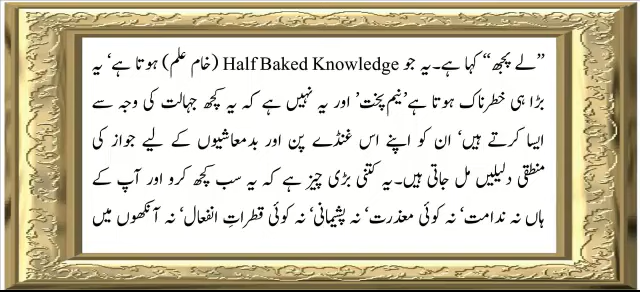 ”لے پجھ“ کہا ہے۔یہ جو Half Baked Knowledge (خام علم) ہوتا ہے‘ یہ
بڑا ہی خطرناک ہوتا ہے ’نیم پخت‘ اور یہ نہیں ہے کہ یہ کچھ جہالت کی وجہ سے
ایسا کرتے ہیں‘ ان کو اپنے اس غنڈے پن اور بدمعاشیوں کے لیے جواز کی
منطقی دلیلیں مل جاتی ہیں۔یہ کتنی بڑی چیز ہے کہ یہ سب کچھ کرو اور آپ کے
ہاں نہ ندامت‘ نہ کوئی معذرت‘ نہ پشیمانی‘ نہ کوئی قطراتِ انفعال‘ نہ آنکھوں میں